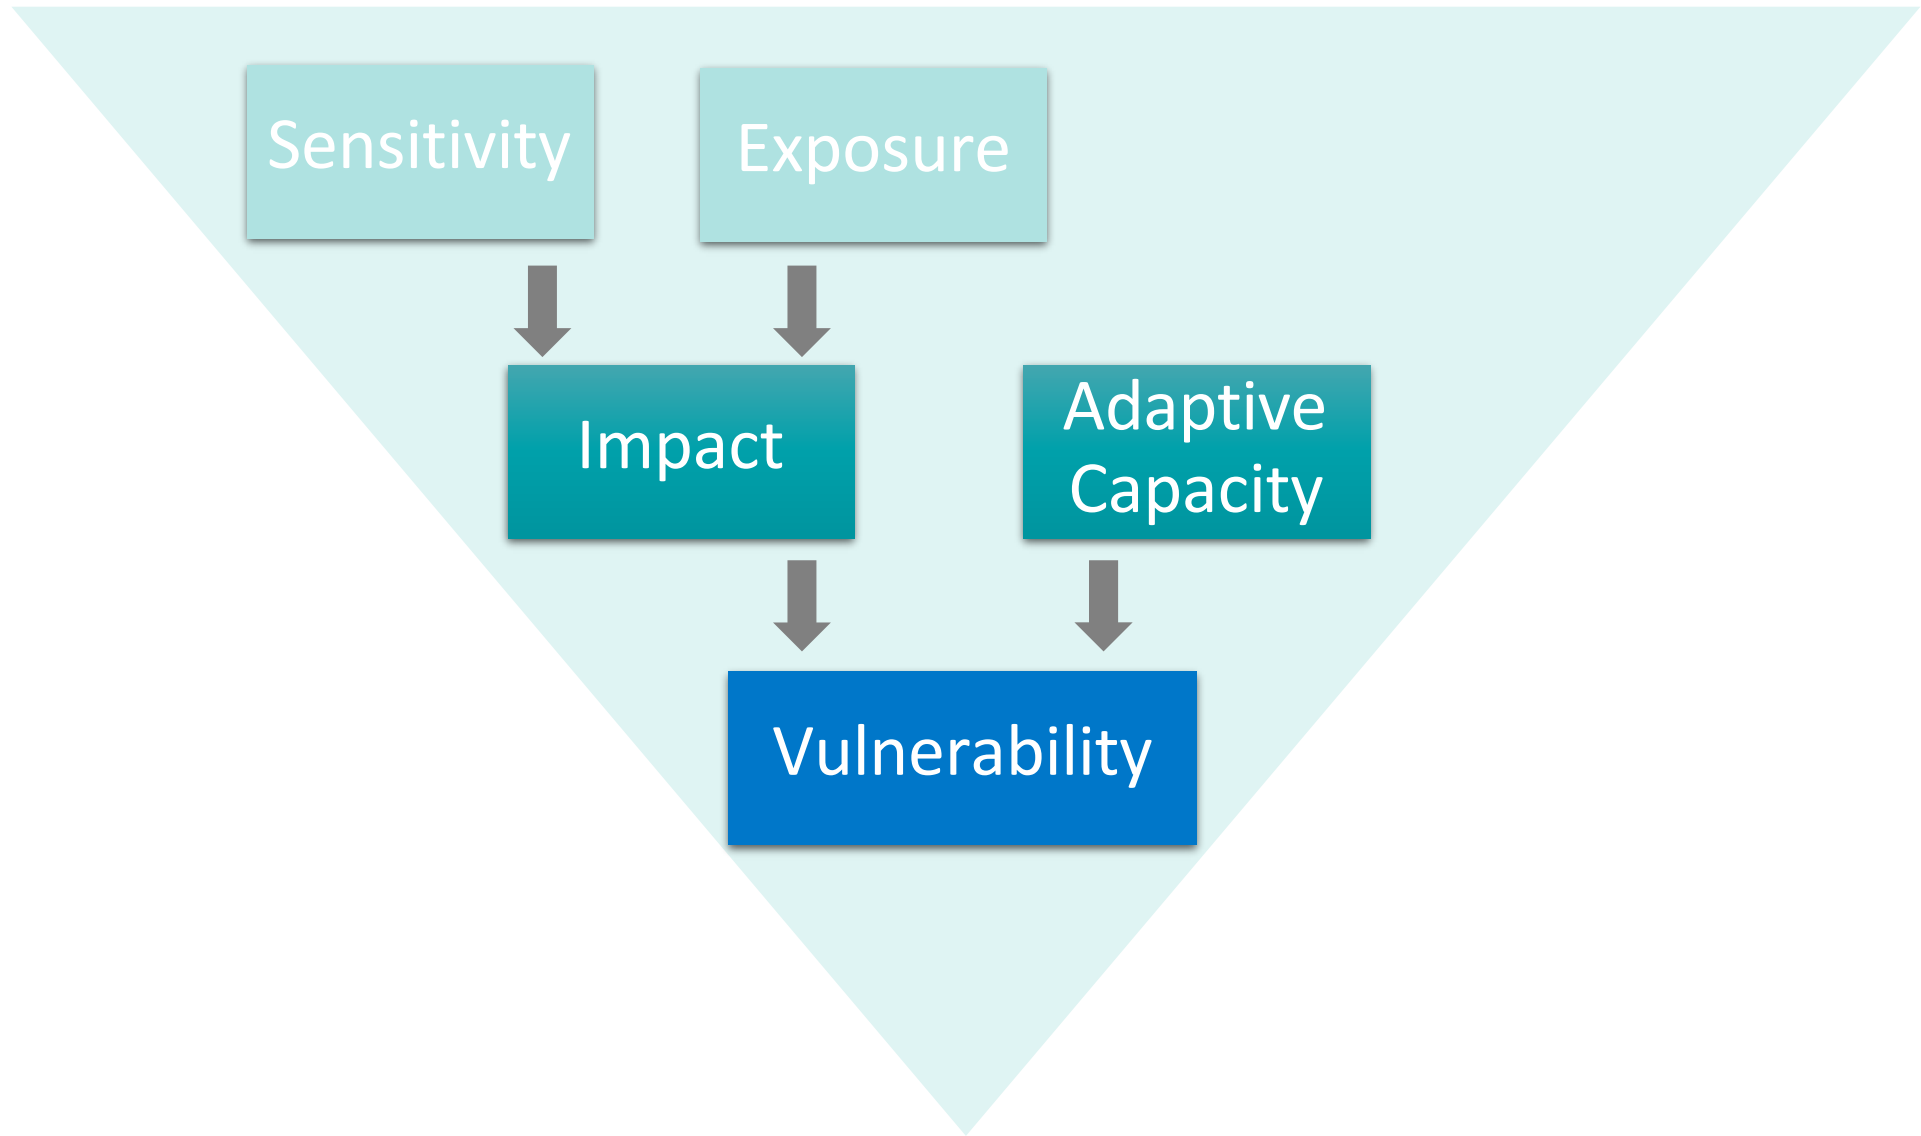 Sensitivity
Exposure
Impact
Adaptive
Capacity
Vulnerability